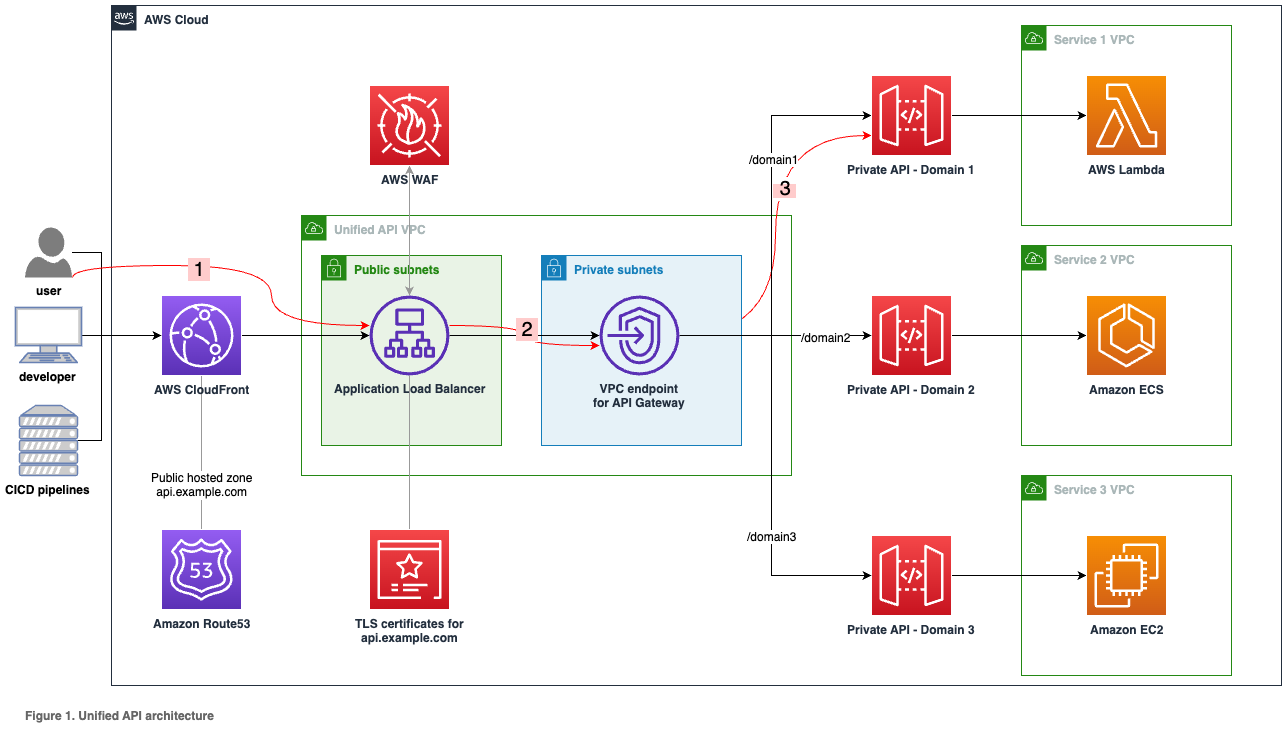 aws
AWS Cloud
Service 1 VPC
AWS WAF
/domain1
3
Private API - Domain 1
AWS Lambda
Unified API VPC
user
1
Public subnets
Private subnets
Service 2 VPC
developer
AWS CloudFront
Application Load Balancer
2
VPC endpoint
for API Gateway
/domain2
Private API - Domain 2
Amazon ECS
CICD pipelines
Public hosted zone
api.example.com
Service 3 VPC
/domain3
53
Amazon Route53
TLS certificates for
api.example.com
Private API - Domain 3
Amazon EC2
</> 
</>
</>
Figure 1. Unified API architecture